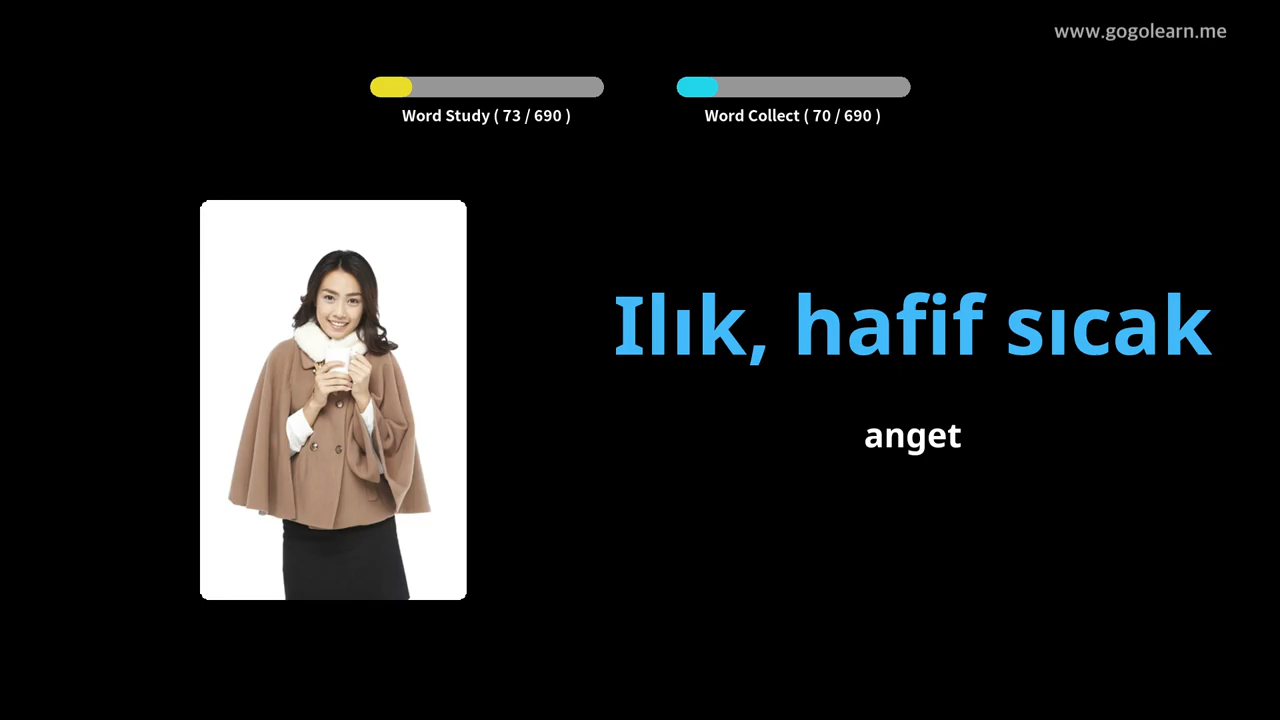 www.gogolearn.me
Word Study ( 73 / 690 )
Word Collect ( 70 / 690 )
Ilık, hafif sıcak
anget